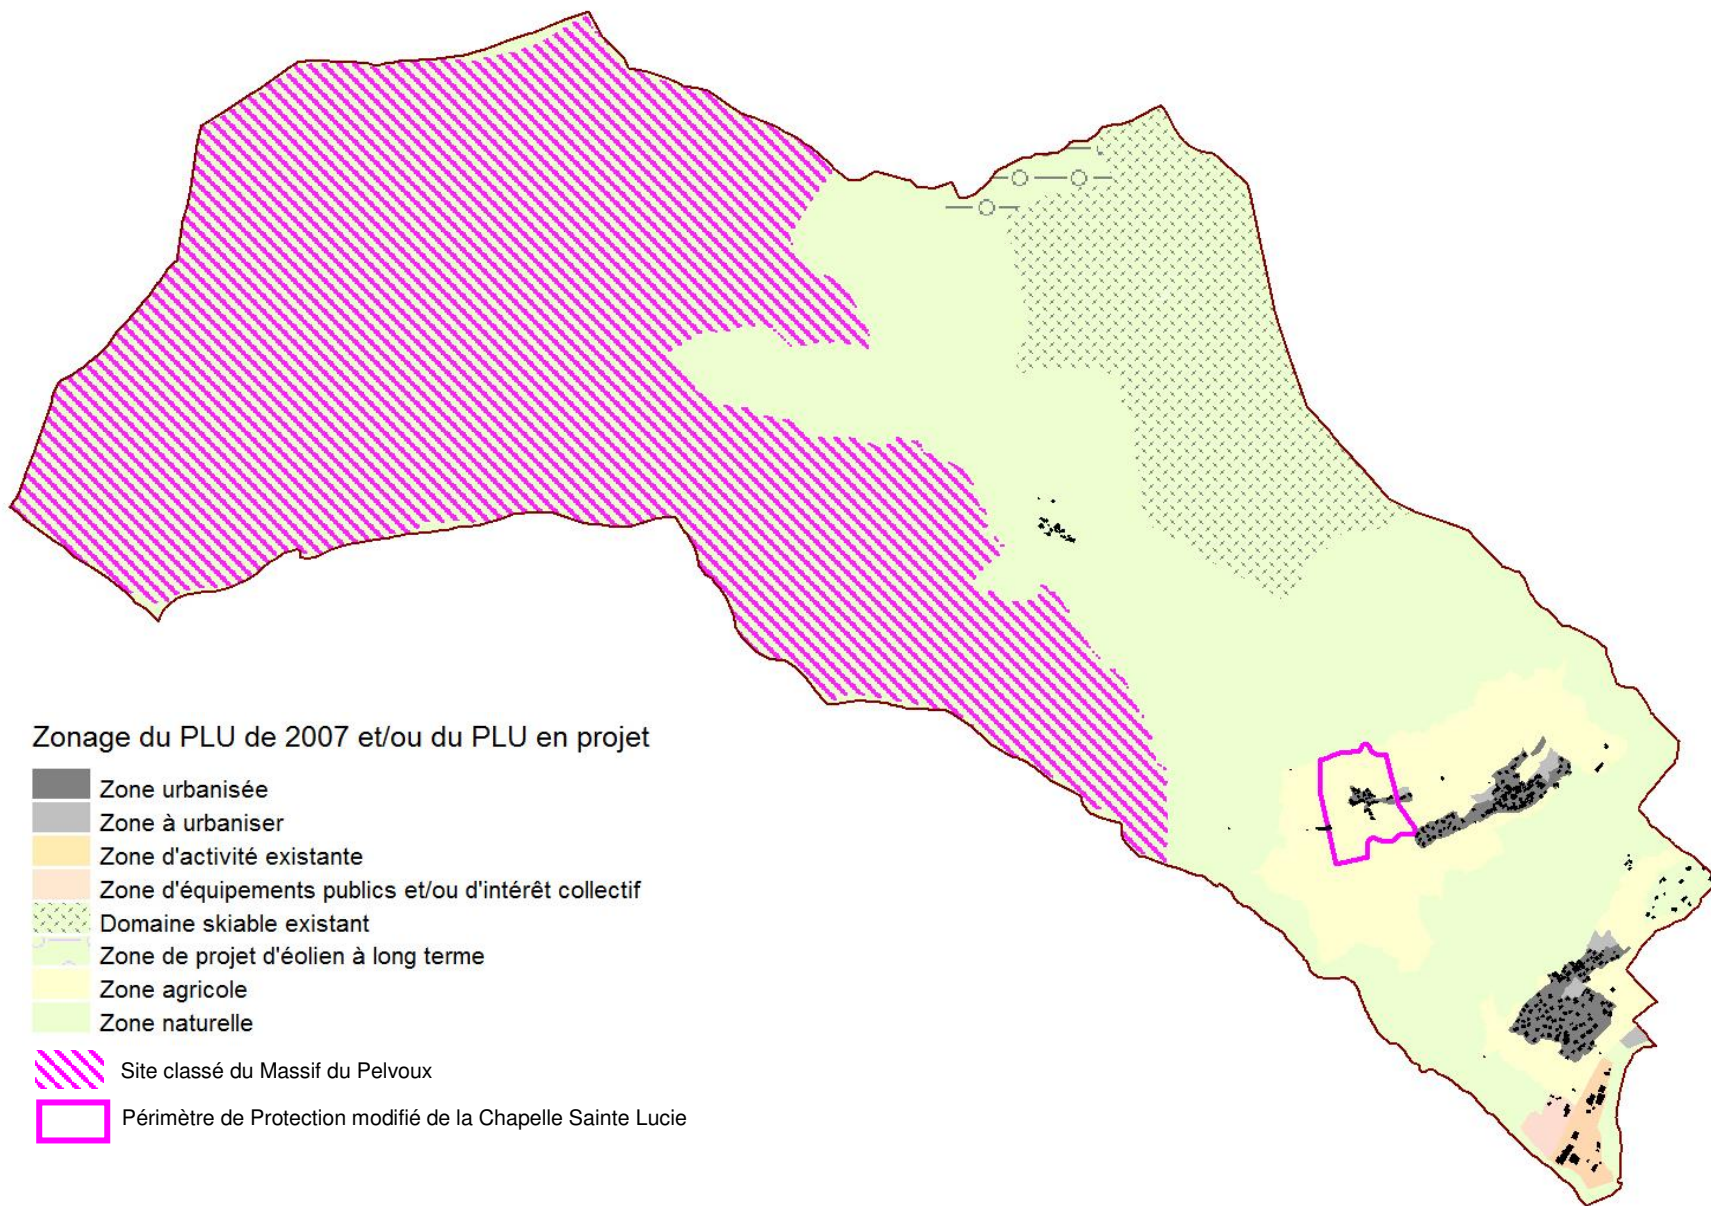 Zonage du PLU de 2007 et/ou du PLU en projet
Zone urbanisée
Zone à urbaniser
Zone d'activité existante
Zone d'équipements publics et/ou d'intérêt collectif
Domaine skiable existant
Zone de projet d'éolien à long terme
Zone agricole
Zone naturelle
Site classé du Massif du Pelvoux
Périmètre de Protection modifié de la Chapelle Sainte Lucie